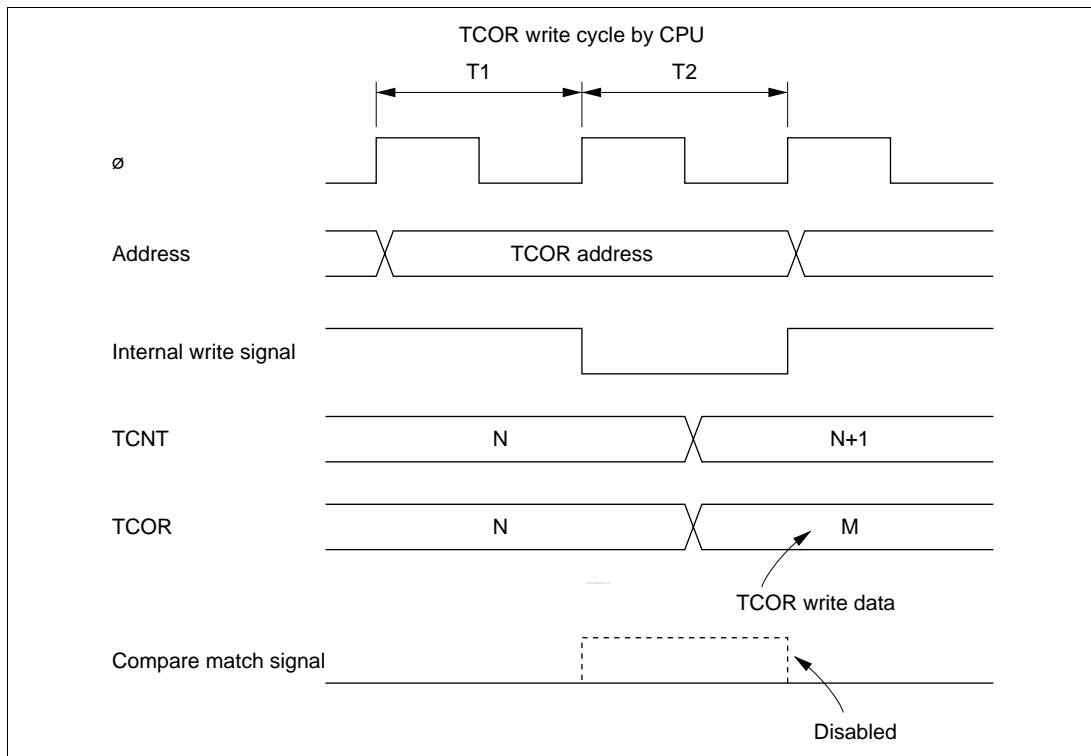 TCOR write cycle by CPU
T1 T2
ø
Address TCOR address
Internal write signal
TCNT N N+1
TCOR N M
TCOR write data
Compare match signal
Disabled